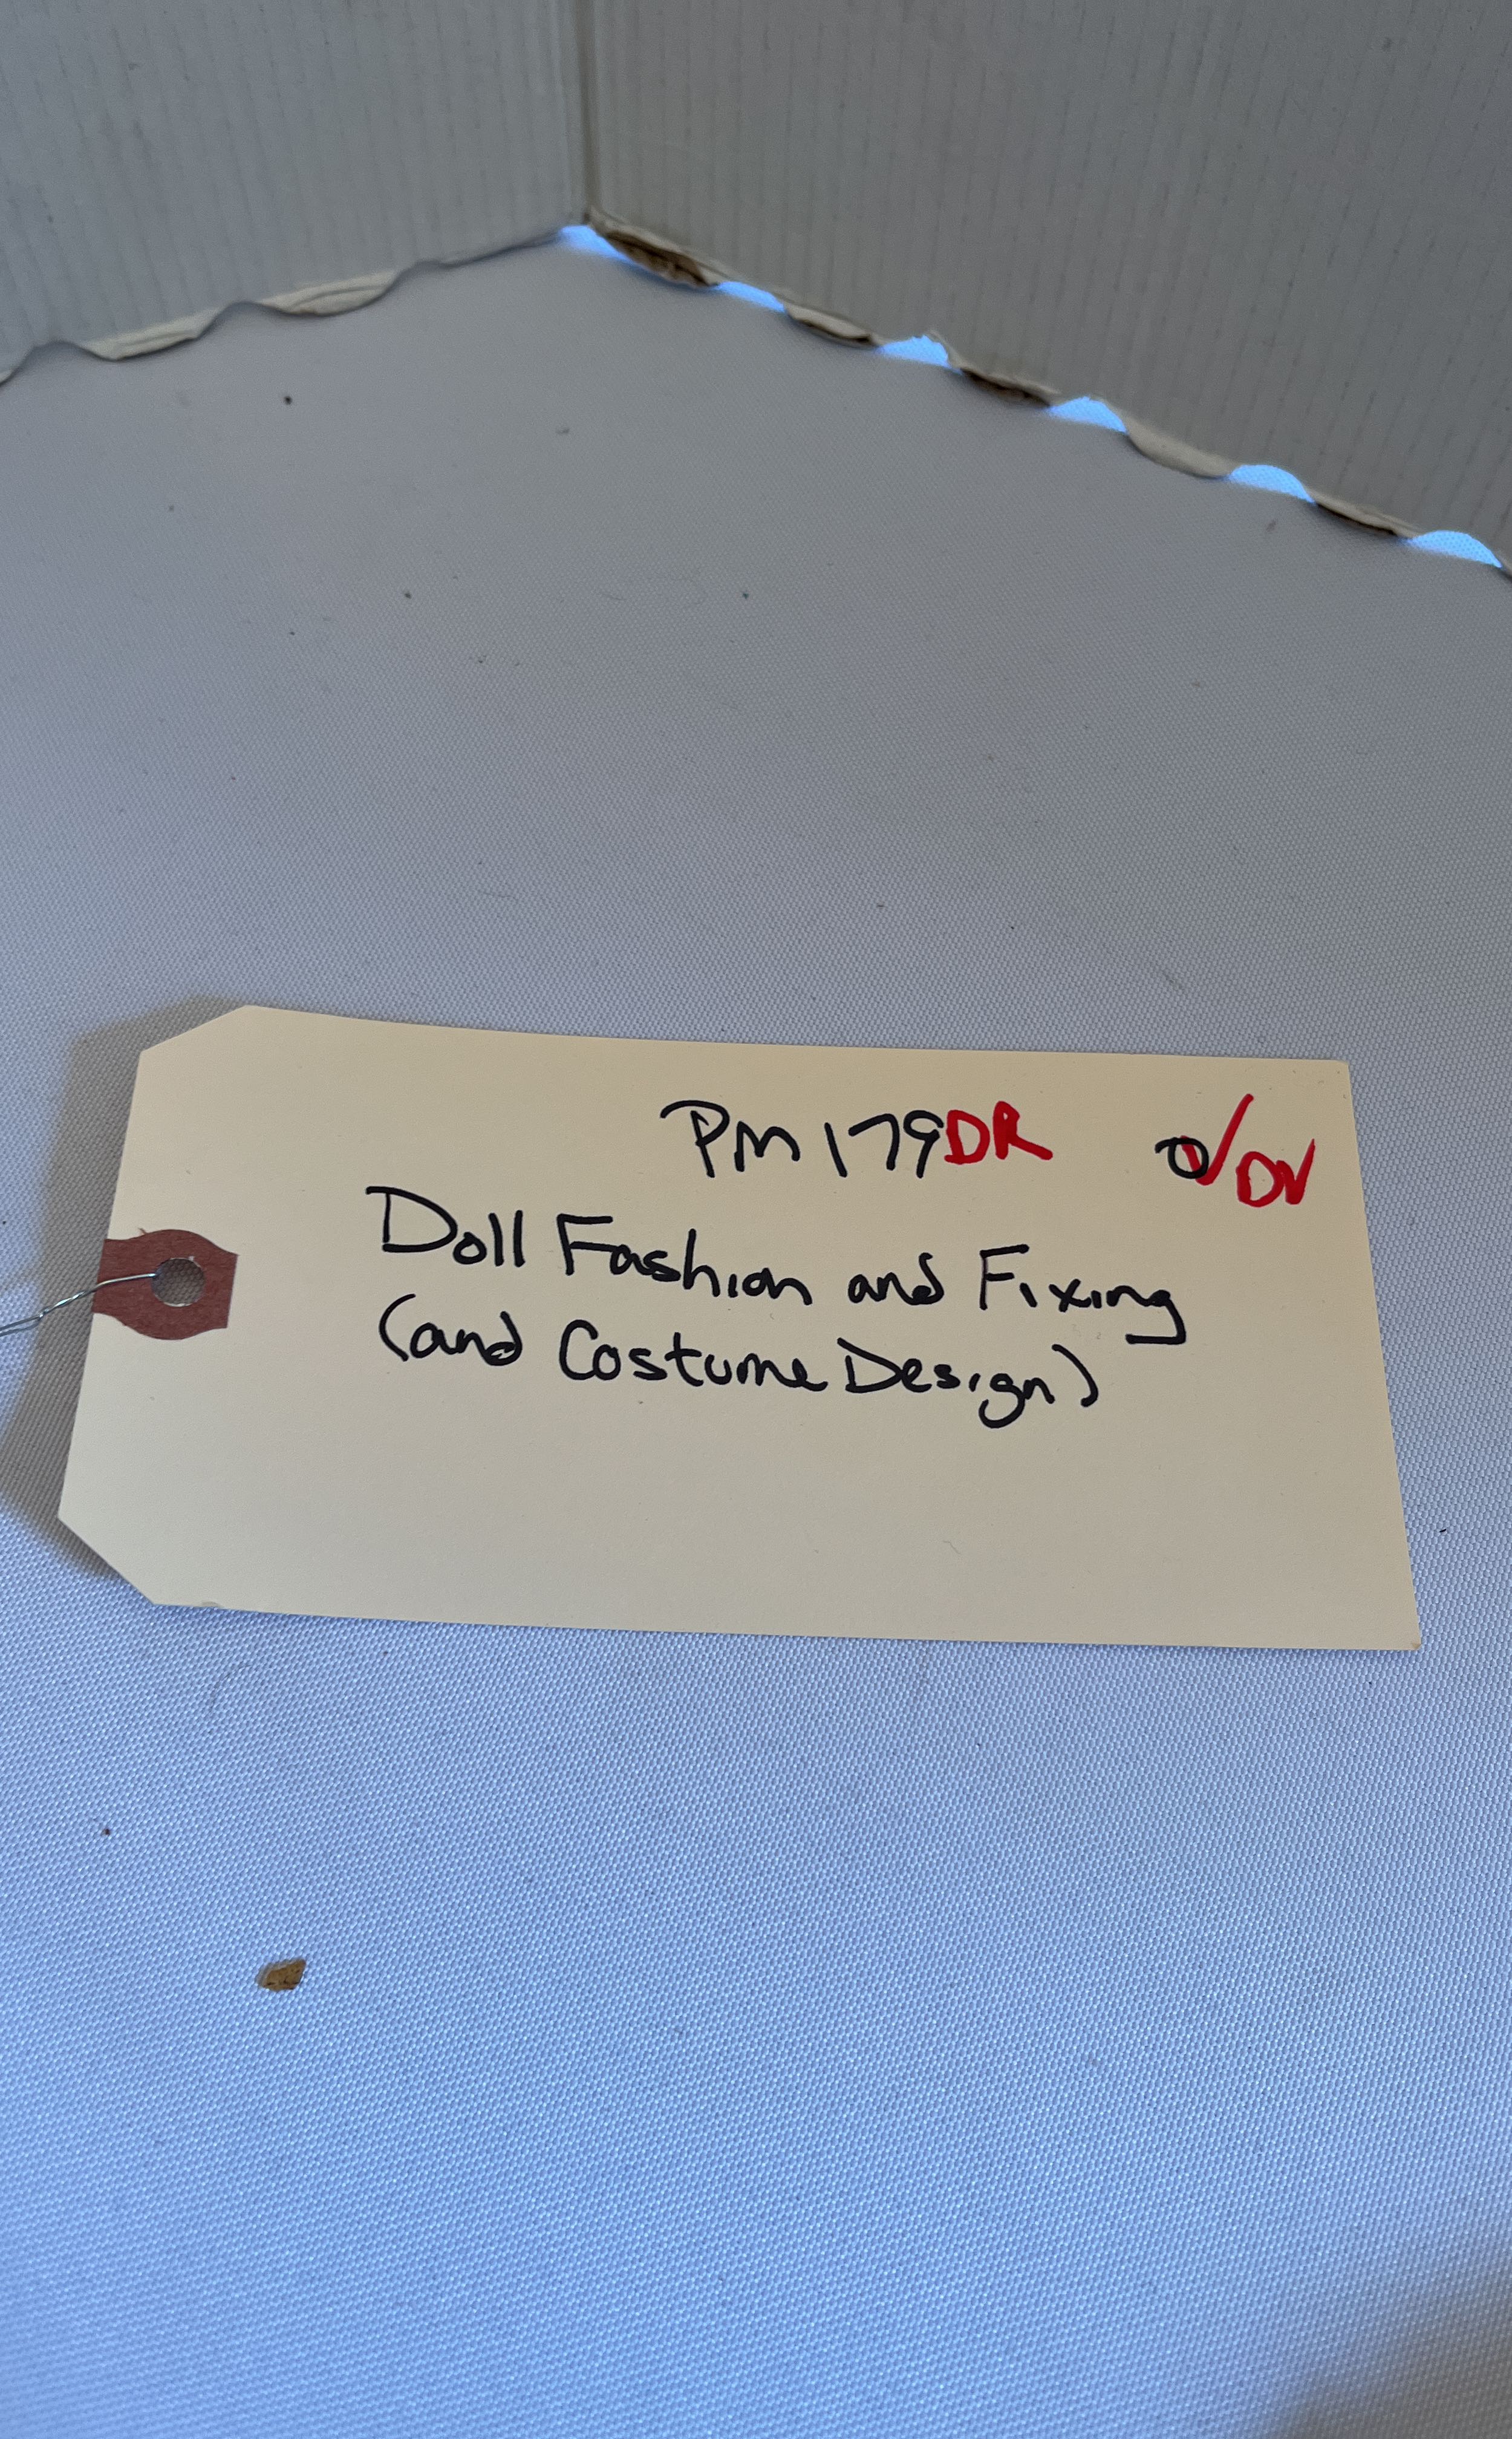 PM179DR o/DV
Doll Fashion and Fixing
(and Costume Design)